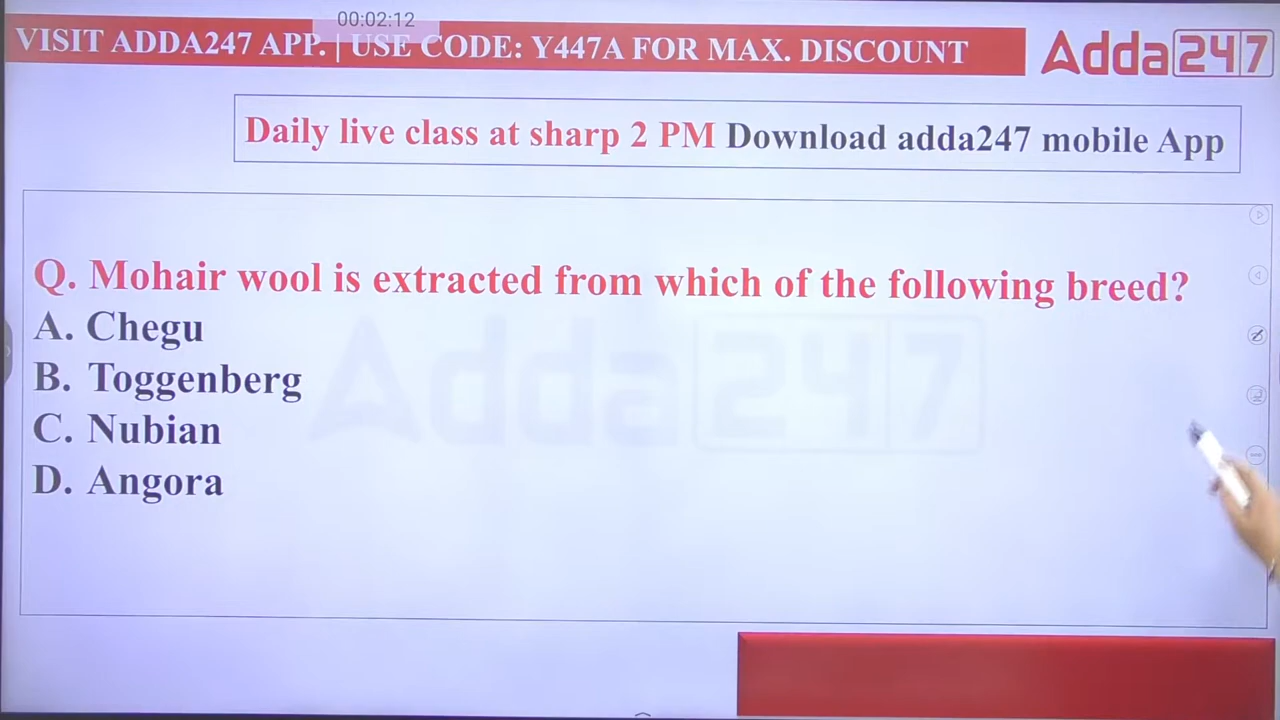 00:02:12
VISIT ADDA247 APP. | USE CODE: Y447A FOR MAX. DISCOUNT
Adda247
Daily live class at sharp 2 PM Download adda247 mobile App
Q. Mohair wool is extracted from which of the following breed?
A. Chegu
B. Toggenberg
C. Nubian
D. Angora
Adda247